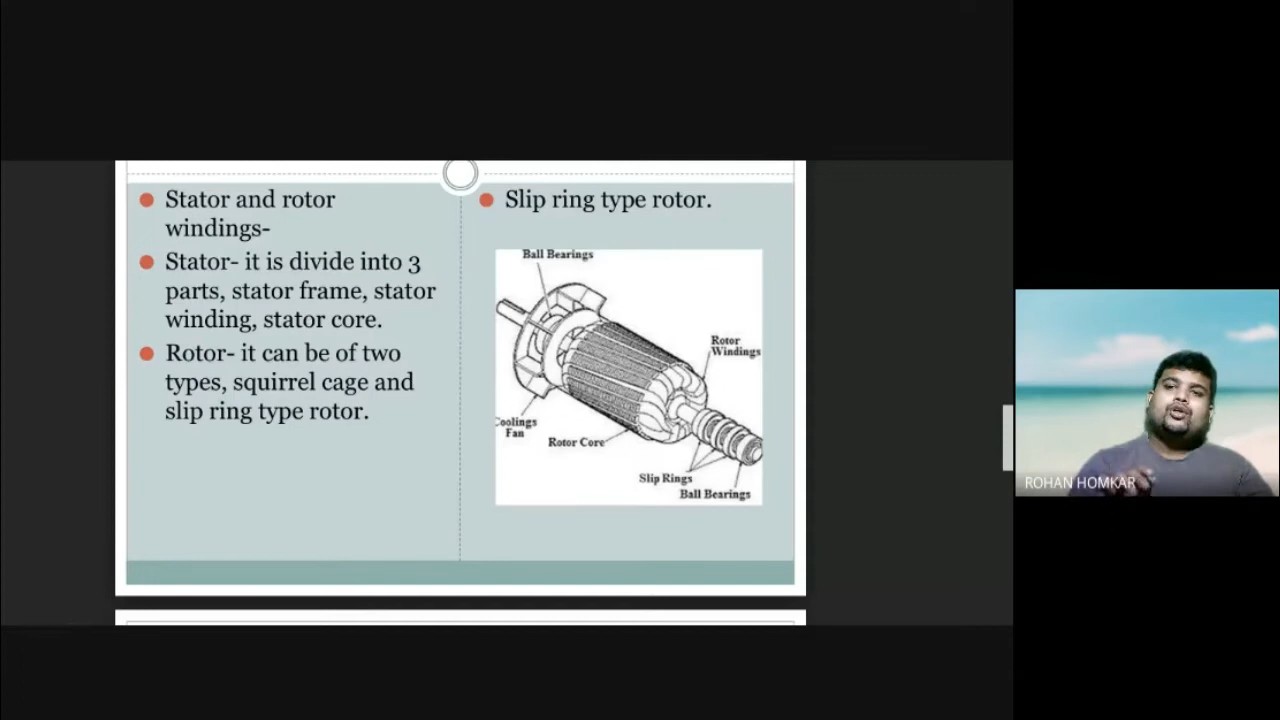 Stator and rotor
windings-
Stator- it is divide into 3
parts, stator frame, stator
winding, stator core.
Rotor- it can be of two
types, squirrel cage and
slip ring type rotor.
Slip ring type rotor.
Ball Bearings
Rotor
Windings
Coolings
Fan
Rotor Core
Slip Rings
Ball Bearings
ROHAN HOMKAR